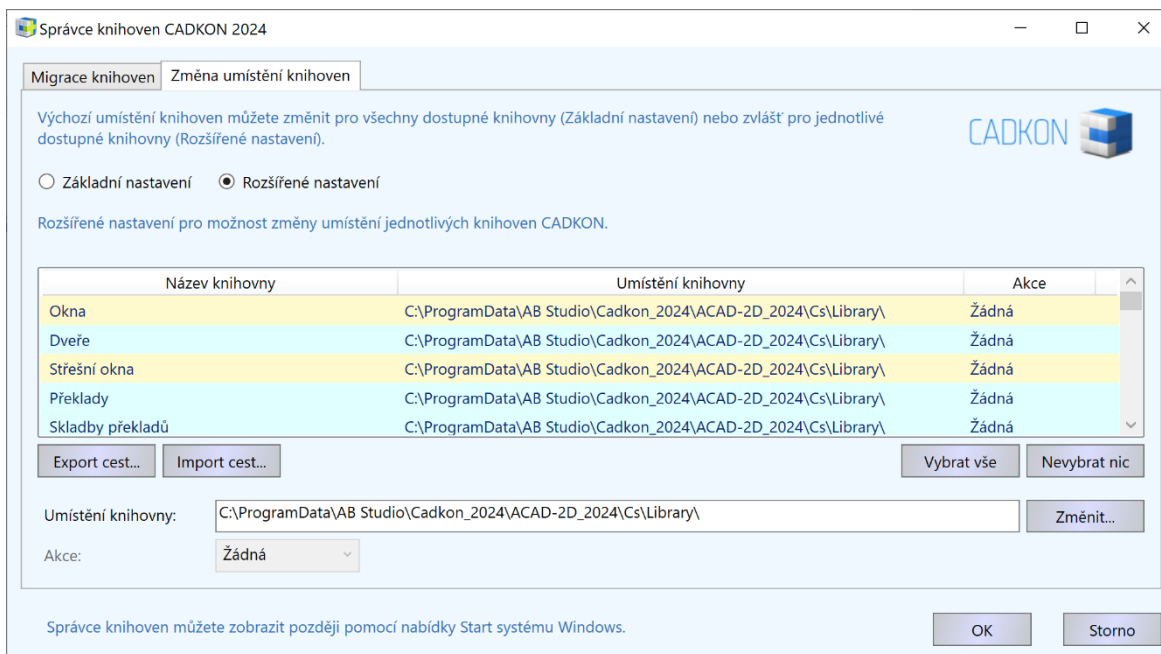 Správce knihoven CADKON 2024
Migrace knihoven Změna umístění knihoven
Výchozí umístění knihoven můžete změnit pro všechny dostupné knihovny (Základní nastavení) nebo zvlášť pro jednotlivé
dostupné knihovny (Rozšířené nastavení).
CADKON
Základní nastavení Rozšířené nastavení
Rozšířené nastavení pro možnost změny umístění jednotlivých knihoven CADKON.
Název knihovny Umístění knihovny Akce
Okna C:\ProgramData\AB Studio\Cadkon_2024\ACAD-2D_2024\Cs\Library\ Žádná
Dveře C:\ProgramData\AB Studio\Cadkon_2024\ACAD-2D_2024\Cs\Library\ Žádná
Střešní okna C:\ProgramData\AB Studio\Cadkon_2024\ACAD-2D_2024\Cs\Library\ Žádná
Překlady C:\ProgramData\AB Studio\Cadkon_2024\ACAD-2D_2024\Cs\Library\ Žádná
Skladby překladů C:\ProgramData\AB Studio\Cadkon_2024\ACAD-2D_2024\Cs\Library\ Žádná
Export cest... Import cest... Vybrat vše Nevybrat nic
Umístění knihovny: C:\ProgramData\AB Studio\Cadkon_2024\ACAD-2D_2024\Cs\Library\ Změnit...
Akce: Žádná
Správce knihoven můžete zobrazit později pomocí nabídky Start systému Windows. OK Storno